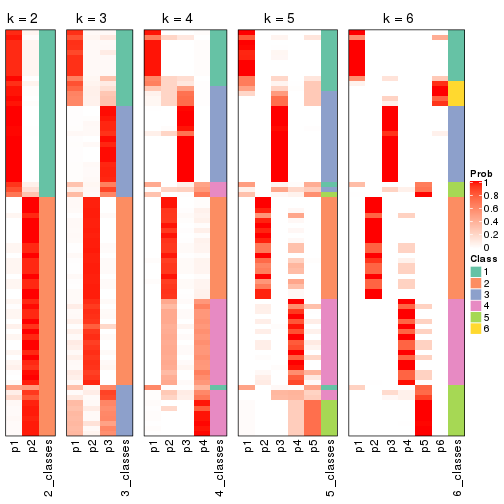 k = 2
k = 3
k = 4
k = 5
k = 6
p1
p2
2_classes
p1
p2
p3
3_classes
p1
p2
p3
p4
4_classes
p1
p2
p3
p4
p5
5_classes
p1
p2
p3
p4
p5
p6
6_classes
Prob
1
0.8
0.6
0.4
0.2
0
Class
1
2
3
4
5
6